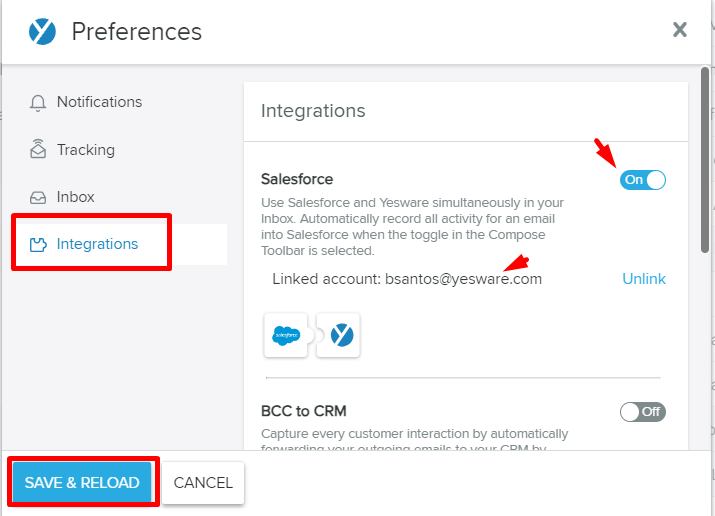 Preferences
Notifications
Tracking
Inbox
Integrations
Integrations
Salesforce
On
Use Salesforce and Yesware simultaneously in your
Inbox. Automatically record all activity for an email
into Salesforce when the toggle in the Compose
Toolbar is selected.
Linked account: bsantos@yesware.com
Unlink
salesforce
BCC to CRM
Off
Capture every customer interaction by automatically
forwarding your outgoing emails to your CRM by
SAVE & RELOAD
CANCEL